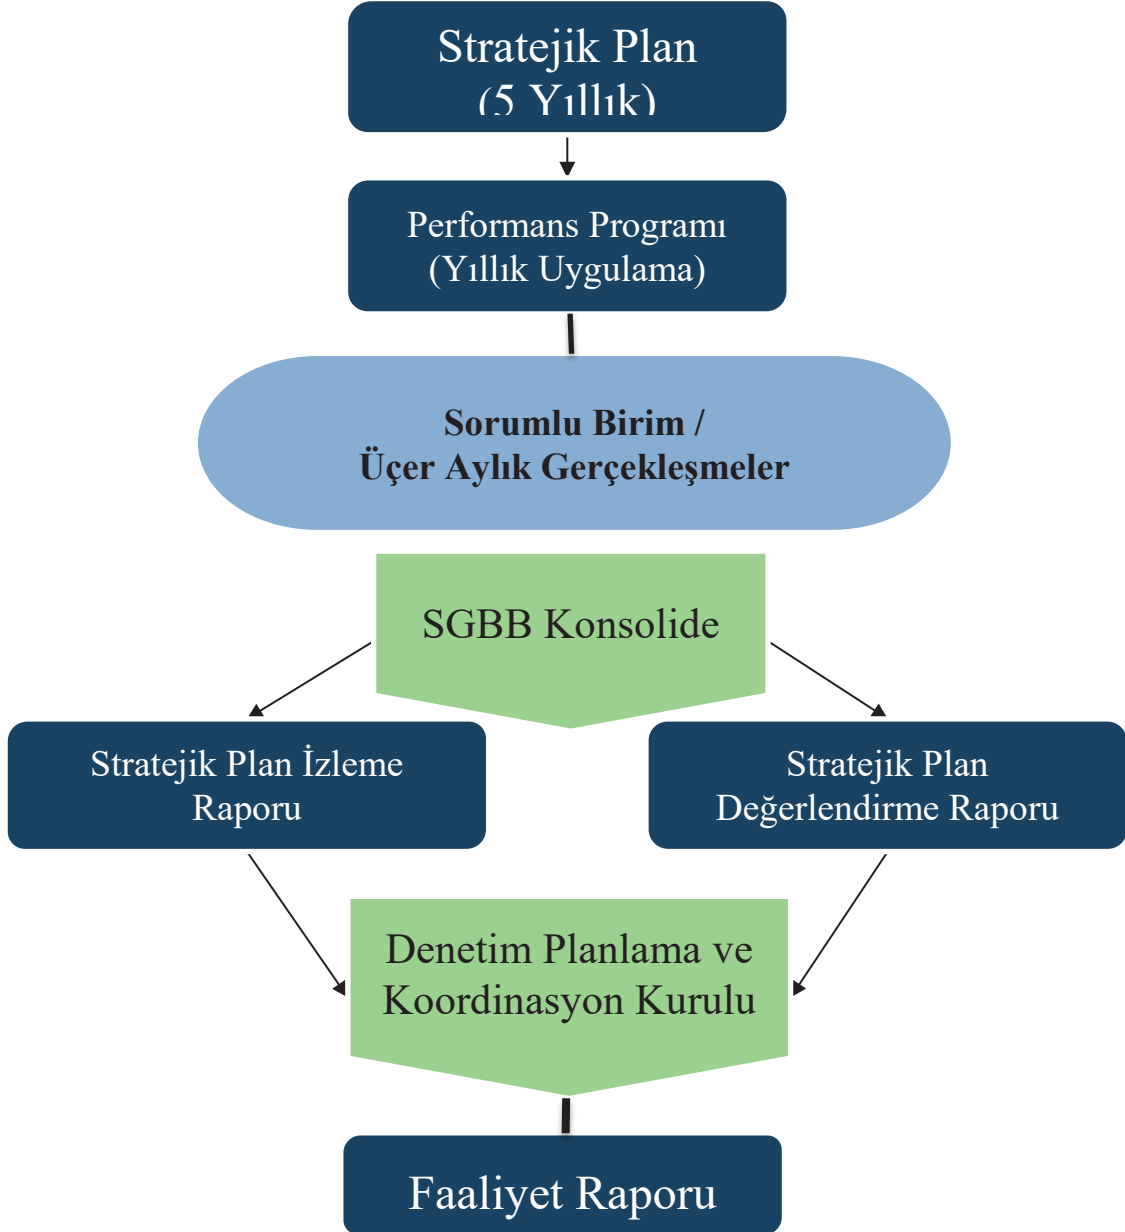 Stratejik Plan
(5 Yıllık)
Performans Programı
(Yıllık Uygulama)
Sorumlu Birim /
Üçer Aylık Gerçekleşmeler
SGBB Konsolide
Stratejik Plan İzleme
Raporu
Stratejik Plan
Değerlendirme Raporu
Denetim Planlama ve
Koordinasyon Kurulu
Faaliyet Raporu